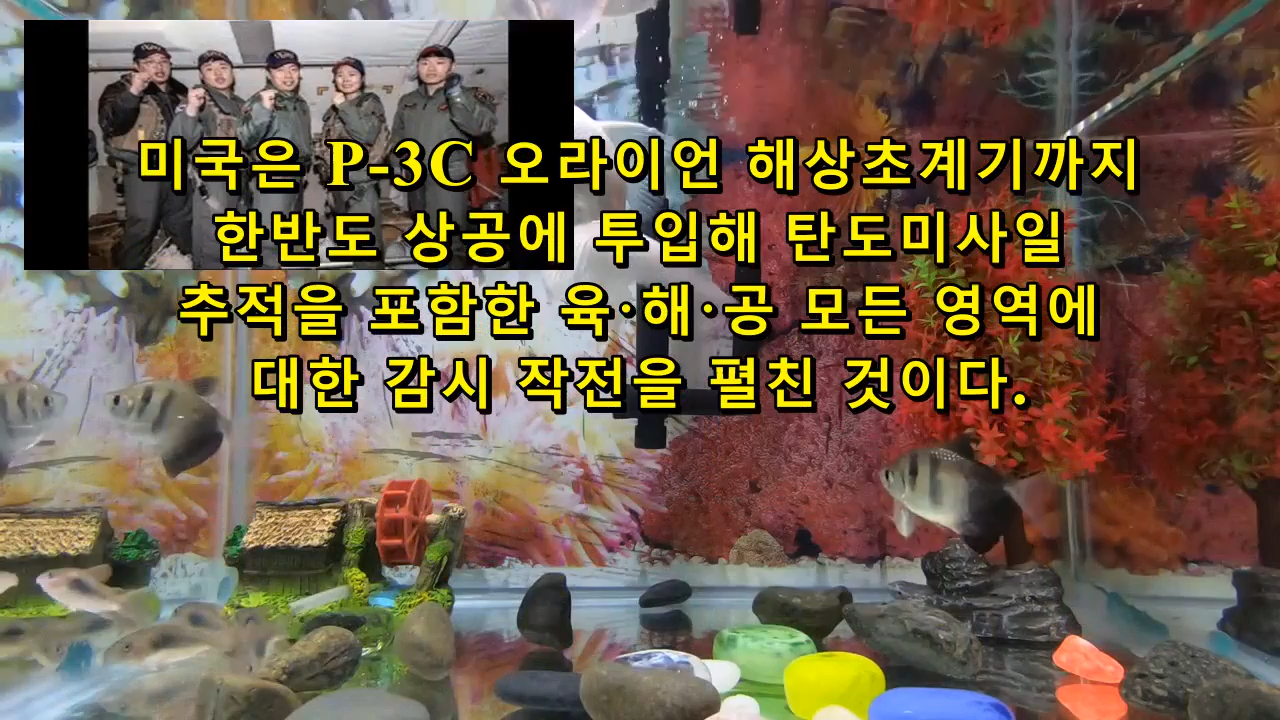 미국은 P-3C 오라이언 해상초계기까지
한반도 상공에 투입해 탄도미사일
추적을 포함한 육·해·공 모든 영역에
대한 감시 작전을 펼친 것이다.